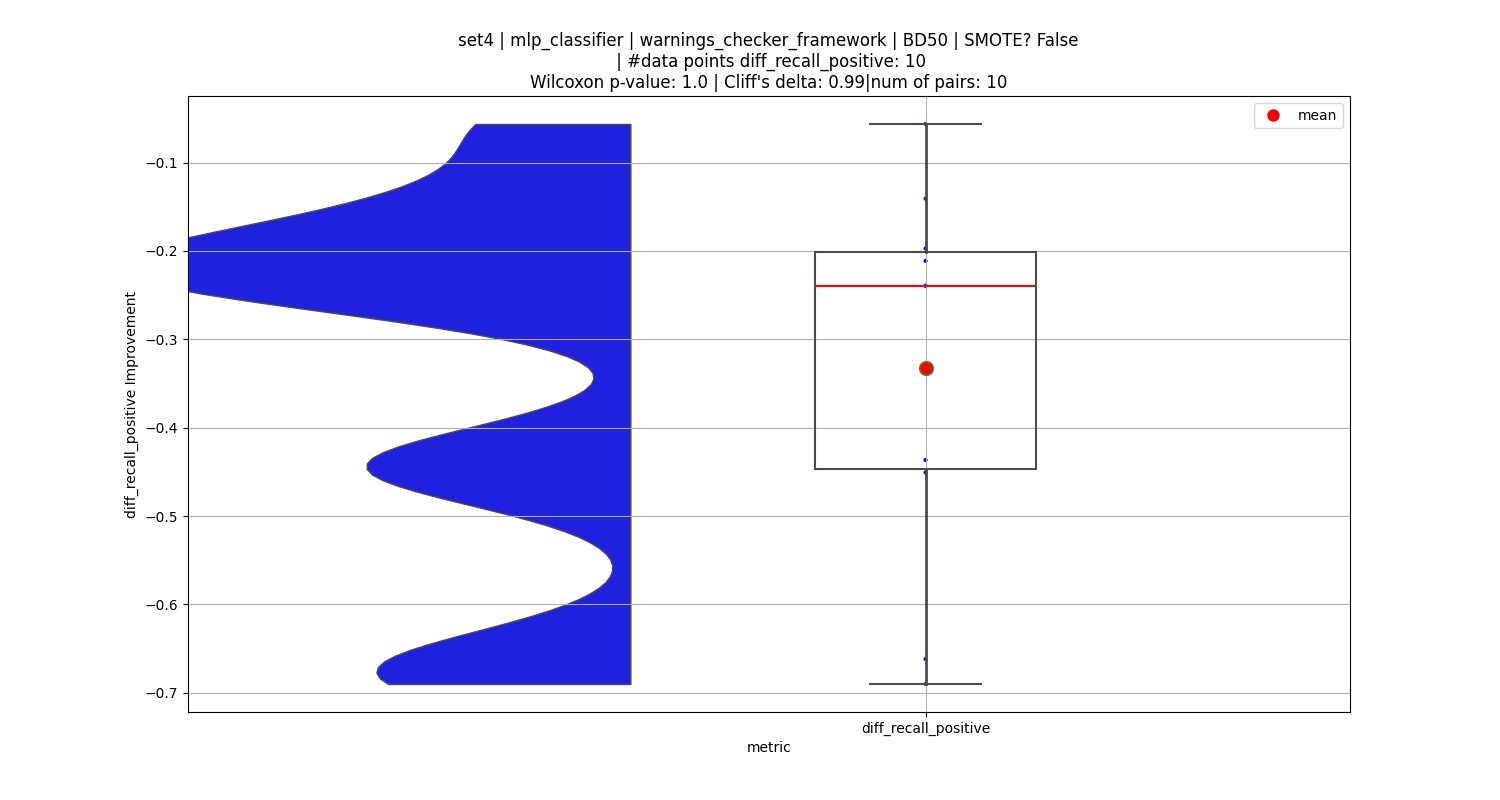 set4 | mlp_classifier | warnings_checker_framework | BD50 | SMOTE? False
| #data points diff_recall_positive: 10
Wilcoxon p-value: 1.0 | Cliff's delta: 0.99|num of pairs: 10
mean
−0.1
−0.2
−0.3
−0.4
−0.5
−0.6
−0.7
diff_recall_positive Improvement
diff_recall_positive
metric